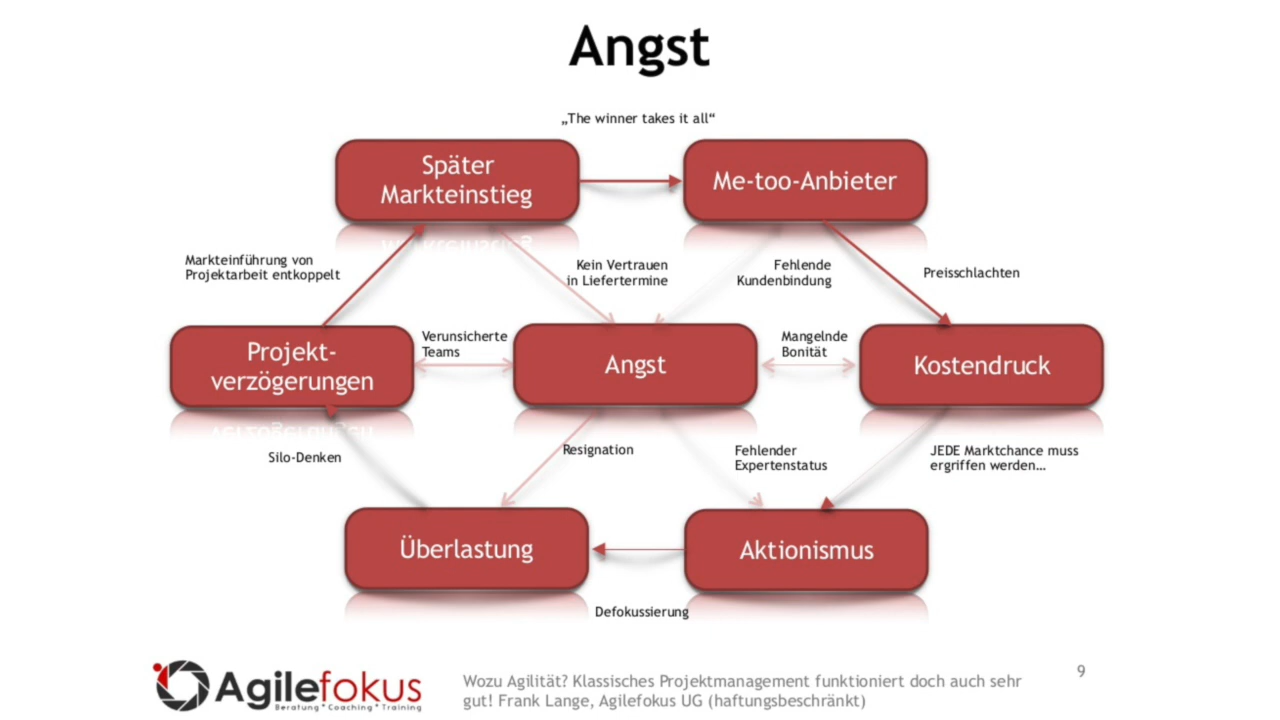 Angst
„The winner takes it all“
Später
Markteinstieg
Me-too-Anbieter
Markteinführung von
Projektarbeit entkoppelt
Kein Vertrauen
in Liefertermine
Fehlende
Kundenbindung
Preisschlachten
Projekt-
verzögerungen
Verunsicherte
Teams
Angst
Mangelnde
Bonität
Kostendruck
Silo-Denken
Resignation
Fehlender
Expertenstatus
JEDE Marktchance muss
ergriffen werden…
Überlastung
Aktionismus
Defokussierung
Agilefokus
Beratung * Coaching * Training
Wozu Agilität? Klassisches Projektmanagement funktioniert doch auch sehr
gut! Frank Lange, Agilefokus UG (haftungsbeschränkt)
9